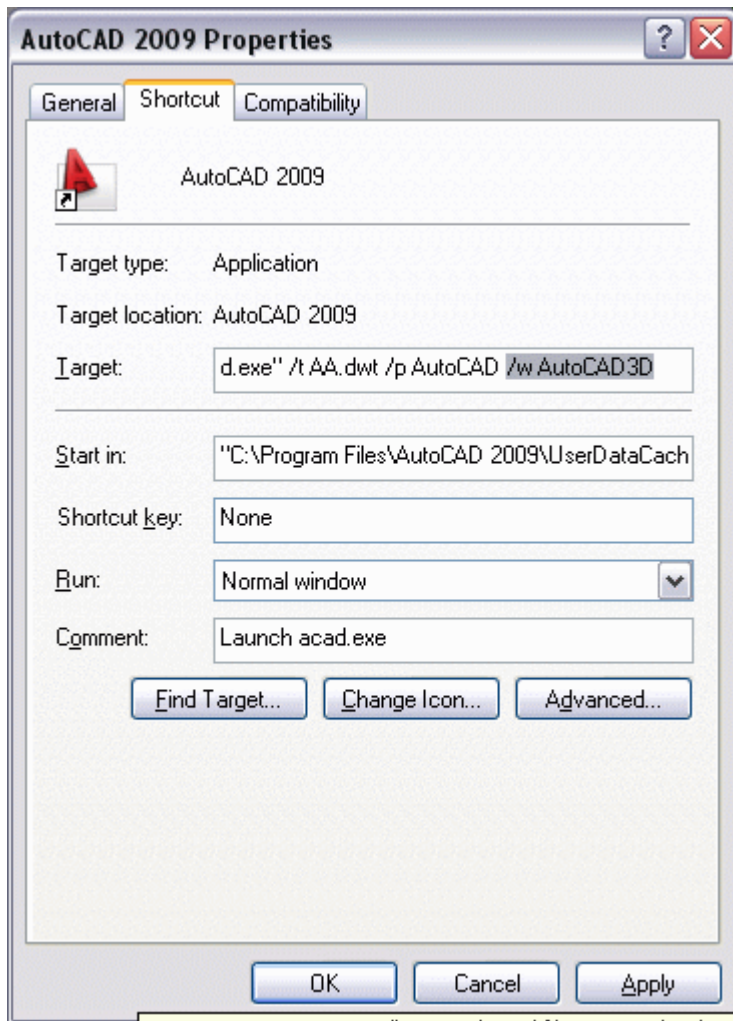 AutoCAD 2009 Properties
General Shortcut Compatibility
AutoCAD 2009
Target type: Application
Target location: AutoCAD 2009
Target: d.exe" /t AA.dwt /p AutoCAD /w AutoCAD3D
Start in: "C:\Program Files\AutoCAD 2009\UserDataCach
Shortcut key: None
Run: Normal window
Comment: Launch acad.exe
Find Target... Change Icon... Advanced...
OK Cancel Apply